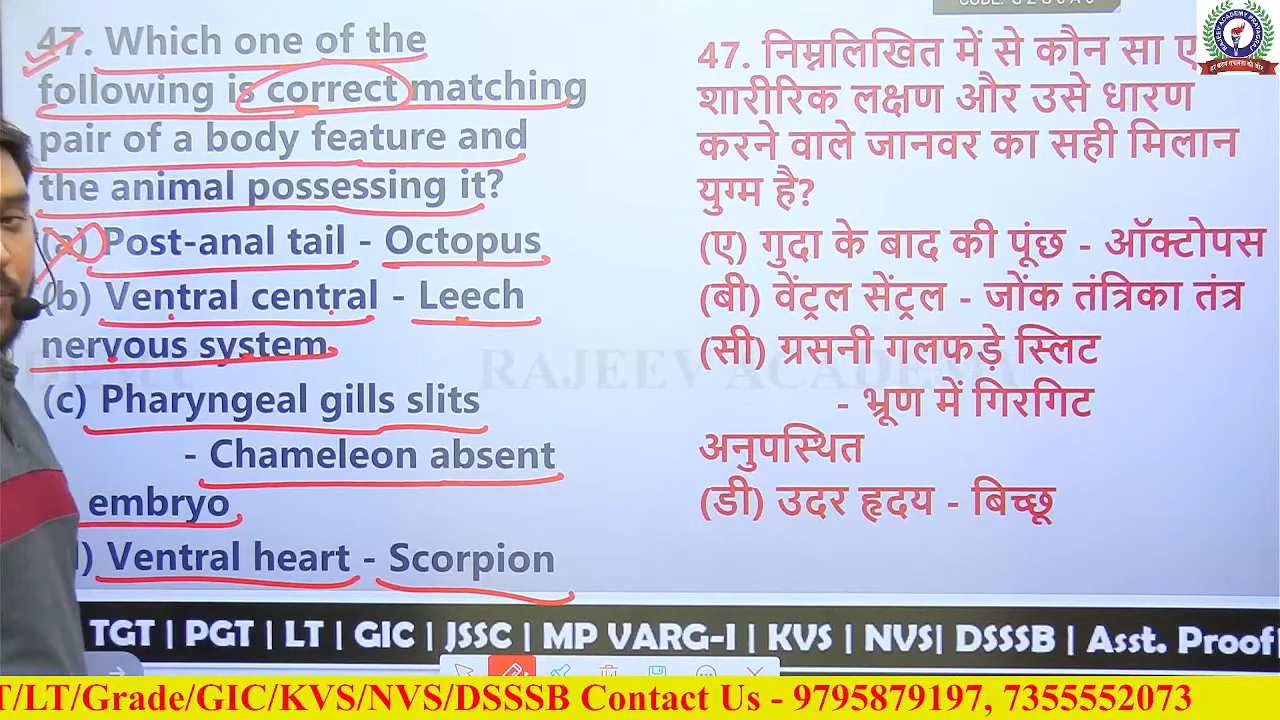 47. Which one of the
following is correct matching
pair of a body feature and
the animal possessing it?
(a) Post-anal tail - Octopus
(b) Ventral central - Leech
nervous system
(c) Pharyngeal gills slits
- Chameleon absent
embryo
) Ventral heart - Scorpion
47. निम्नलिखित में से कौन सा ए
शारीरिक लक्षण और उसे धारण
करने वाले जानवर का सही मिलान
युग्म है?
(ए) गुदा के बाद की पूंछ - ऑक्टोपस
(बी) वेंट्रल सेंट्रल - जोंक तंत्रिका तंत्र
(सी) ग्रसनी गलफड़े स्लिट
- भ्रूण में गिरगिट
अनुपस्थित
(डी) उदर हृदय - बिच्छू
RAJEEV ACADEMY
TGT | PGT | LT | GIC | JSSC | MP VARG-I | KVS | NVS| DSSSB | Asst. Proof|
T/LT/Grade/GIC/KVS/NVS/DSSSB Contact Us - 9795879197, 7355552073